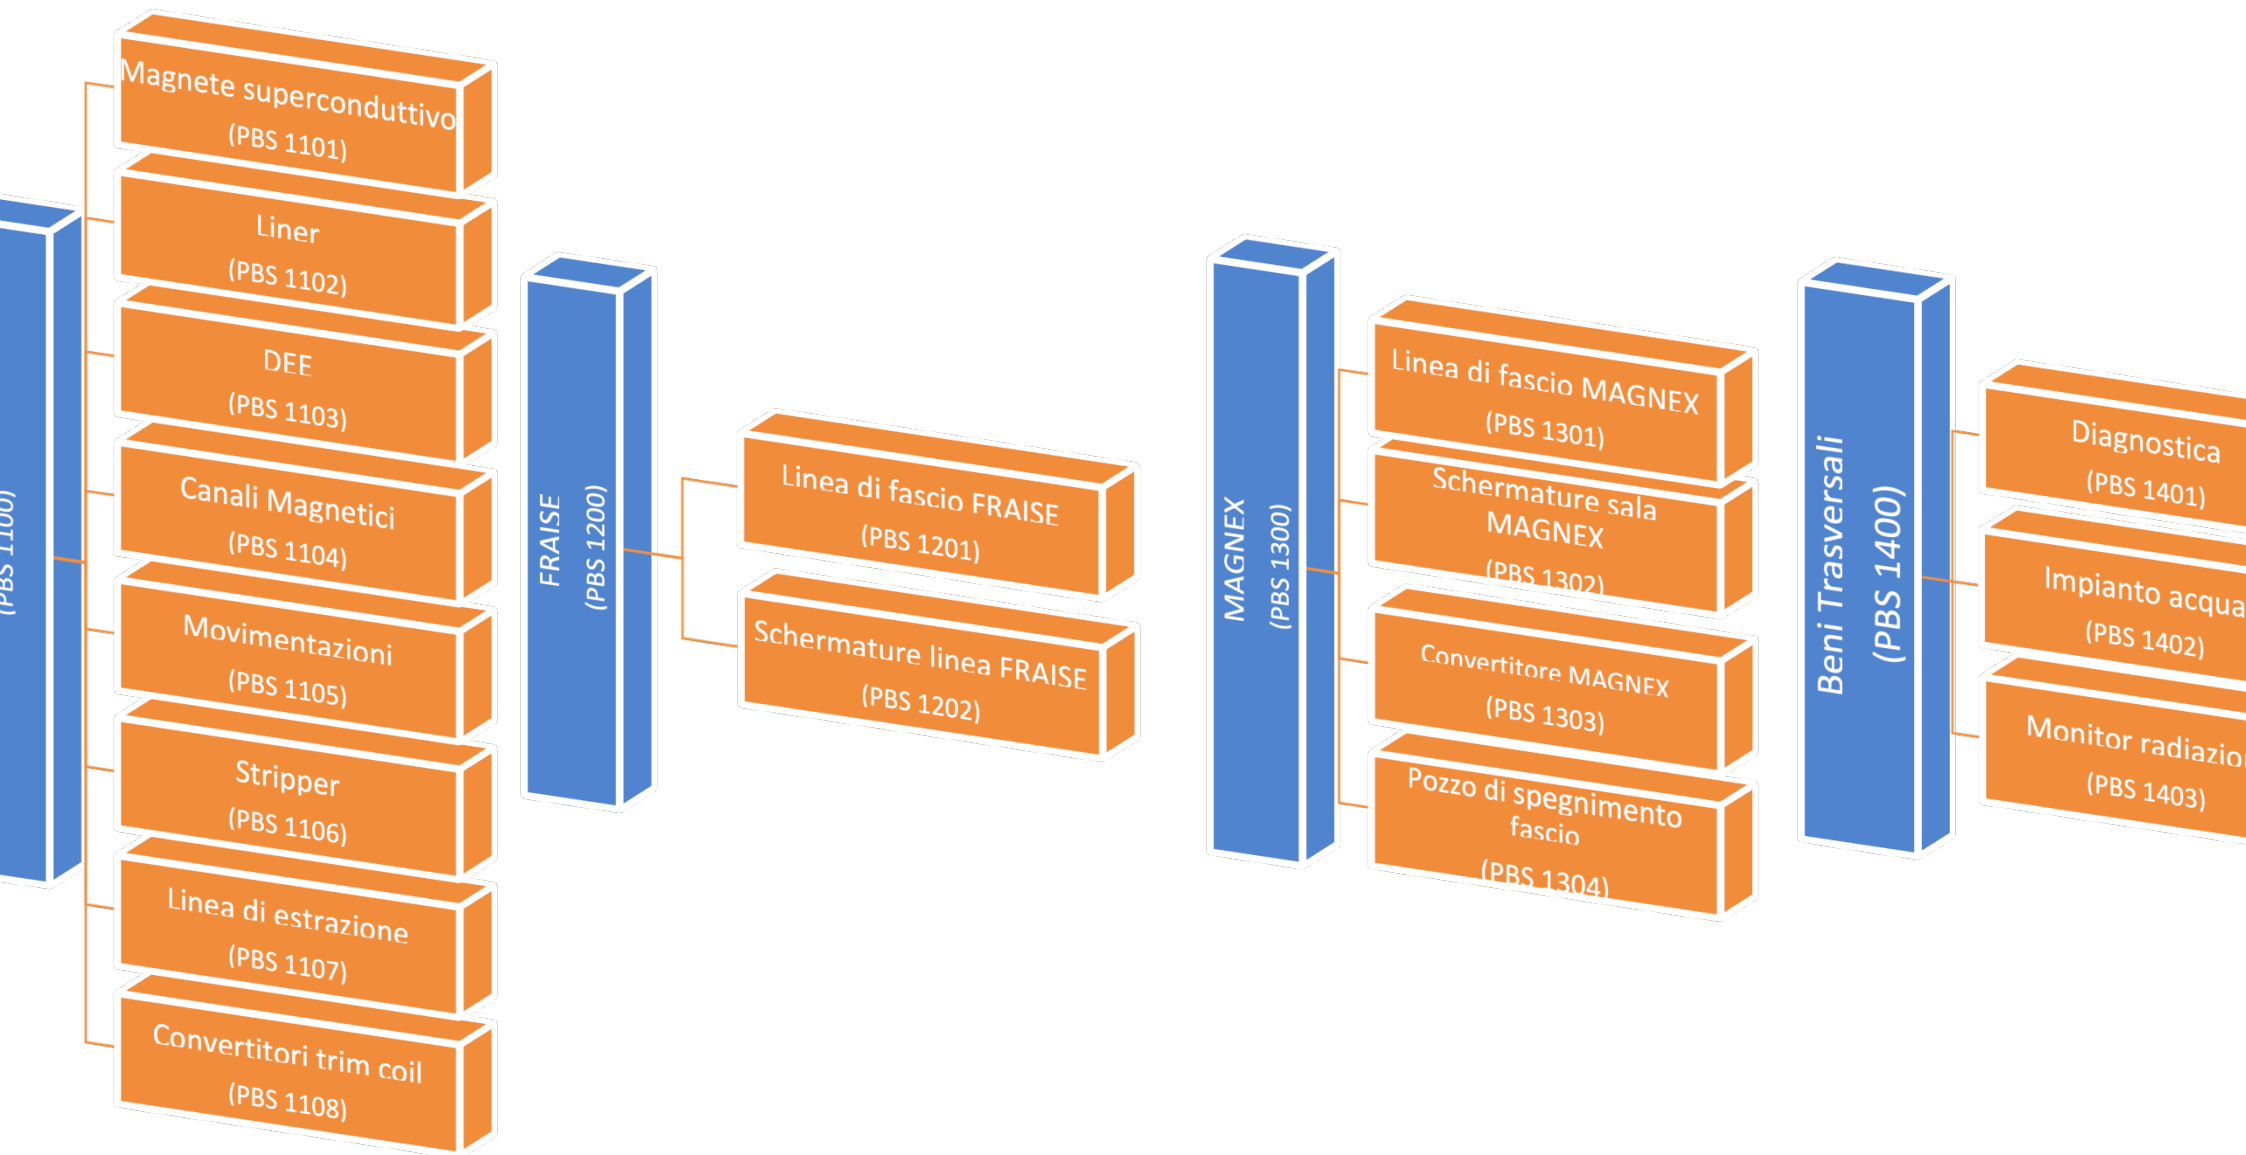 (PBS 1100)
Magnete superconduttivo
(PBS 1101)
Liner
(PBS 1102)
DEE
(PBS 1103)
Canali Magnetici
(PBS 1104)
Movimentazioni
(PBS 1105)
Stripper
(PBS 1106)
Linea di estrazione
(PBS 1107)
Convertitori trim coil
(PBS 1108)
FRAISE
(PBS 1200)
Linea di fascio FRAISE
(PBS 1201)
Schermature linea FRAISE
(PBS 1202)
MAGNEX
(PBS 1300)
Linea di fascio MAGNEX
(PBS 1301)
Schermature sala
MAGNEX
(PBS 1302)
Convertitore MAGNEX
(PBS 1303)
Pozzo di spegnimento
fascio
(PBS 1304)
Beni Trasversali
(PBS 1400)
Diagnostica
(PBS 1401)
Impianto acqua
(PBS 1402)
Monitor
(PBS 1403)